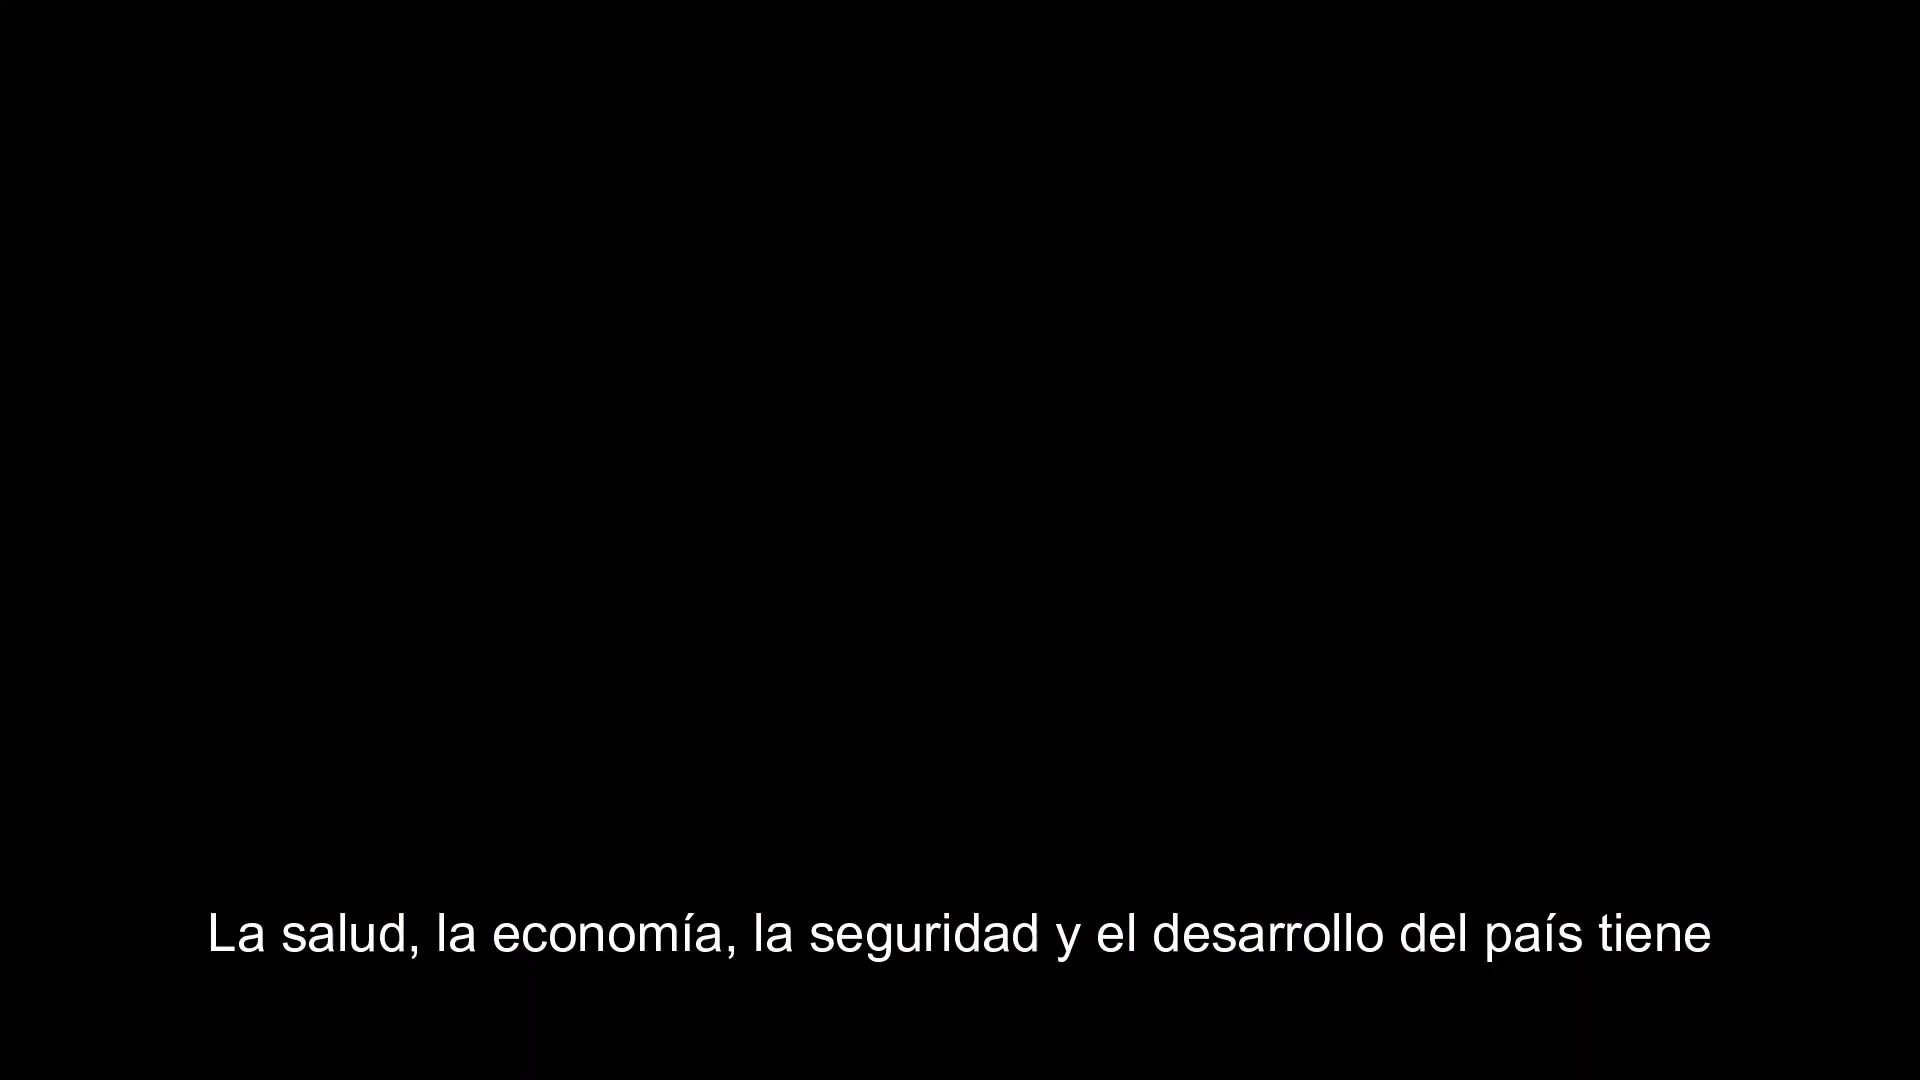 La salud, la economía, la seguridad y el desarrollo del país tiene